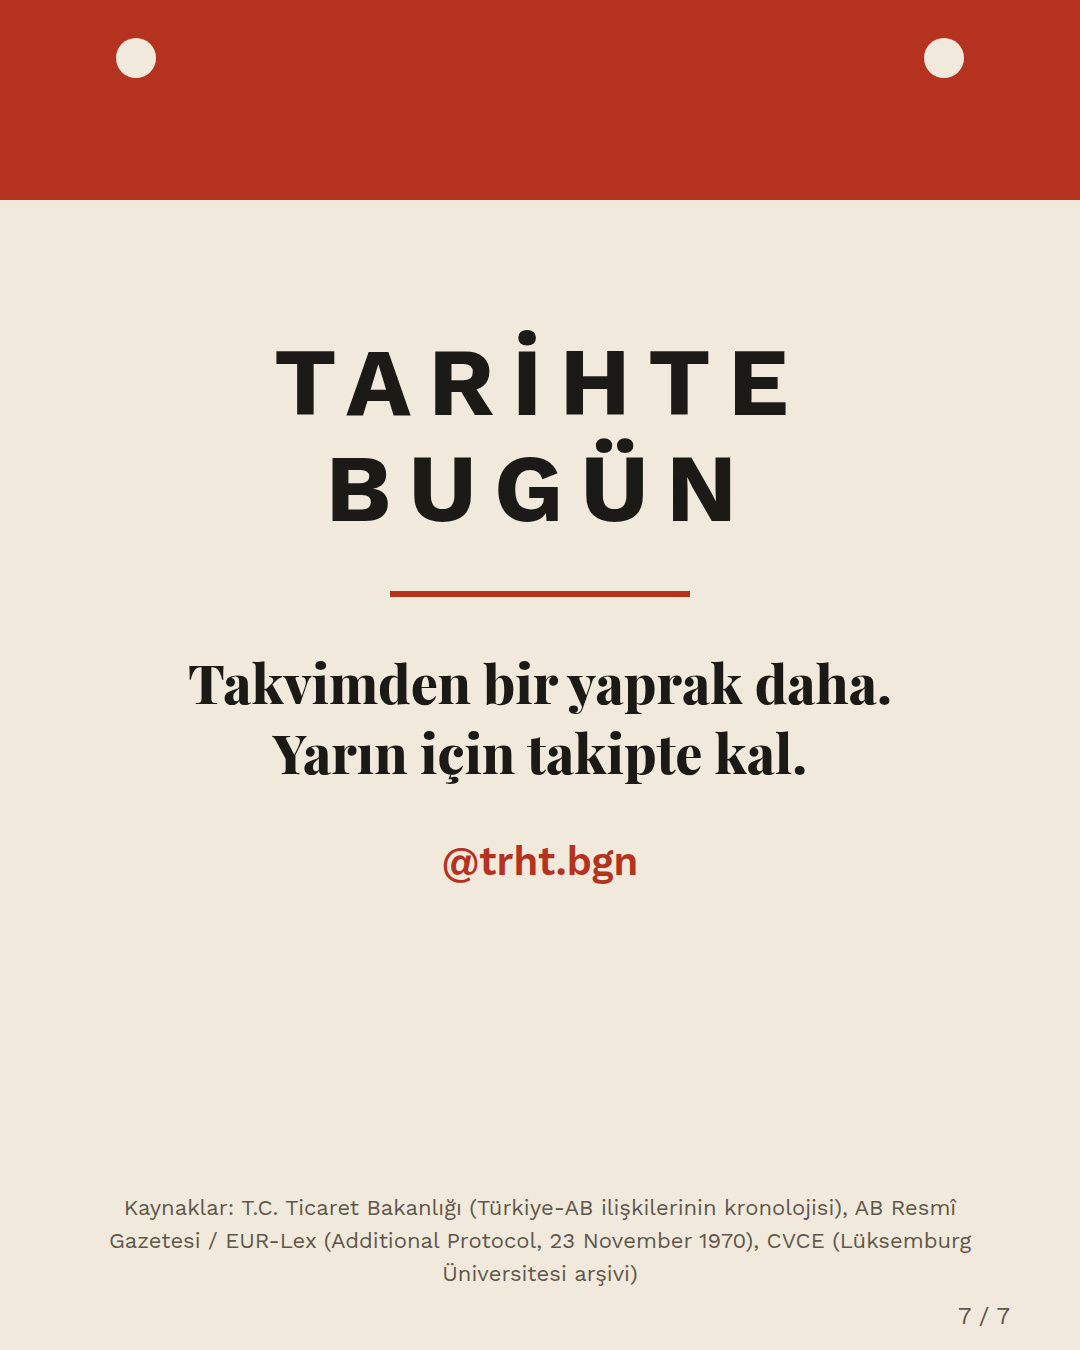 TARİHTE
BUGÜN
Takvimden bir yaprak daha.
Yarın için takipte kal.
@trht.bgn
Kaynaklar: T.C. Ticaret Bakanlığı (Türkiye-AB ilişkilerinin kronolojisi), AB Resmî
Gazetesi / EUR-Lex (Additional Protocol, 23 November 1970), CVCE (Lüksemburg
Üniversitesi arşivi)
7 / 7